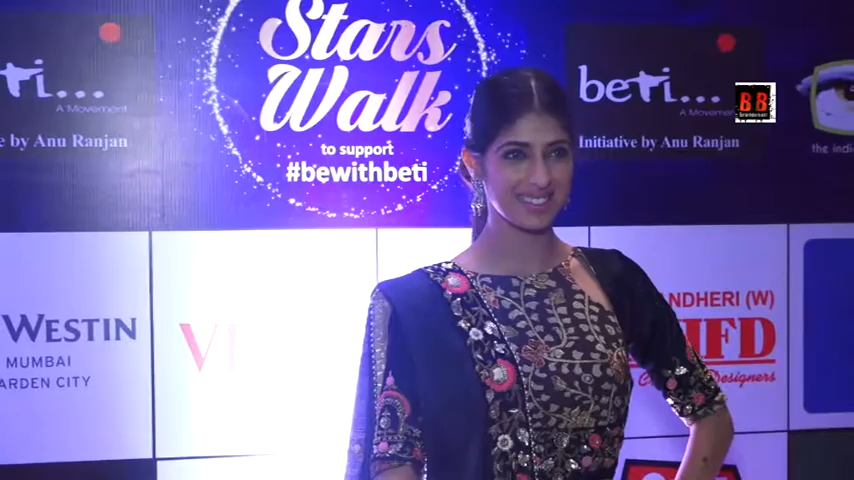 Stars
Walk
to support
#bewithbeti
beti...
A Movement
e by Anu Ranjan
beti...
A Movement
Initiative by Anu Ranjan
BB
the indi
WESTIN
MUMBAI
ARDEN CITY
NDHERI (W)
IFD
Designers